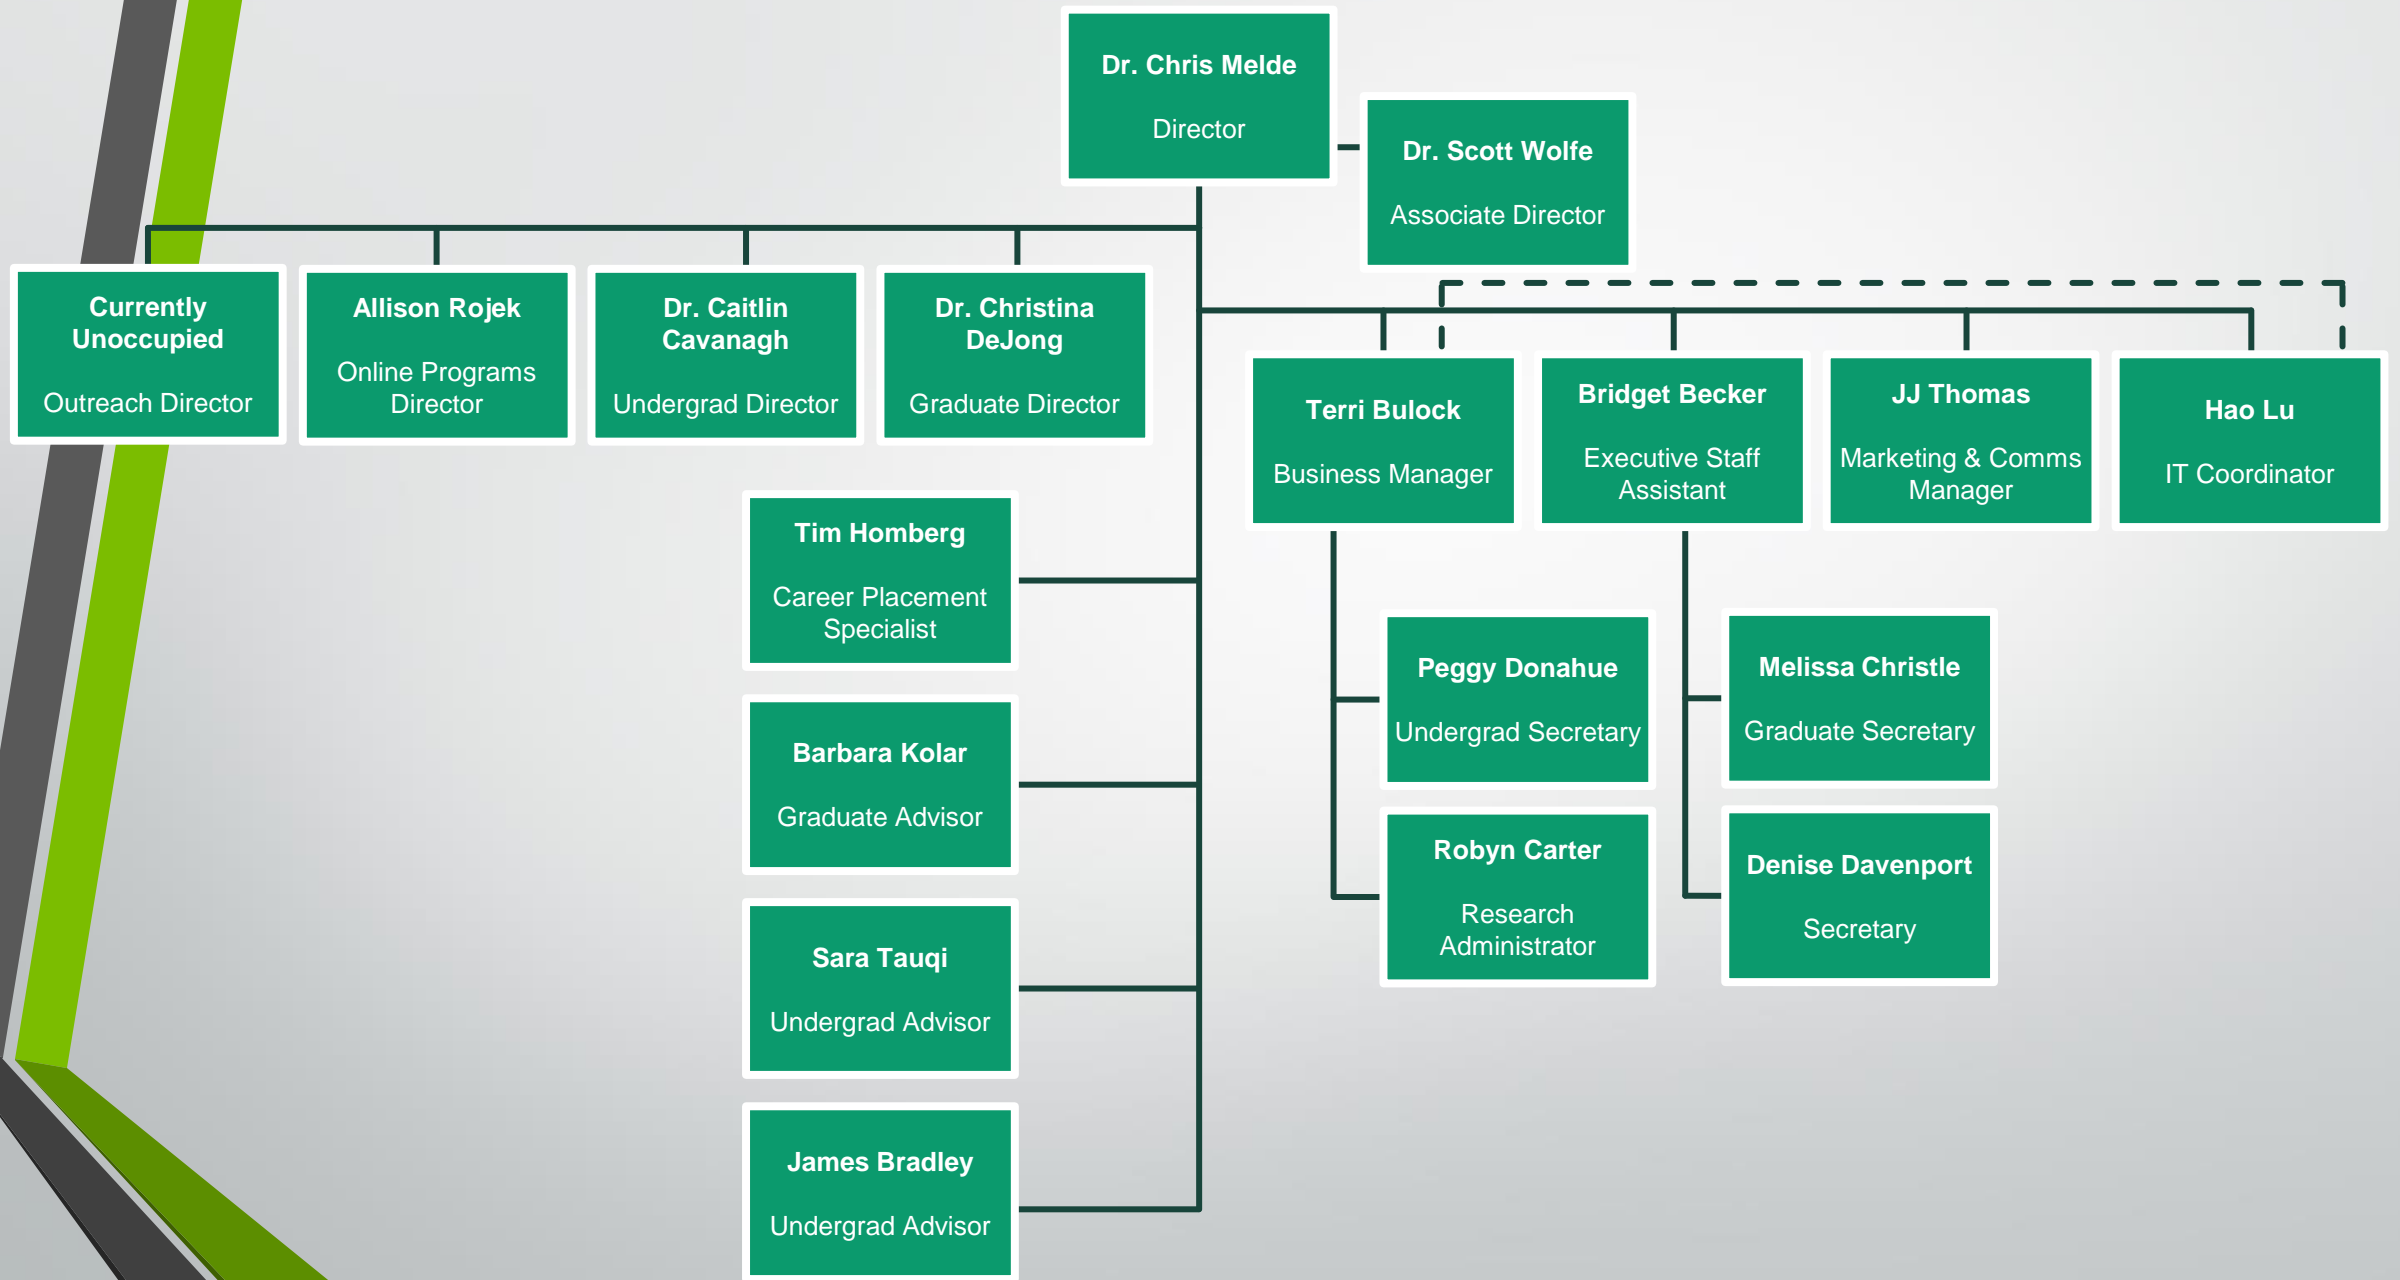 Dr. Chris Melde
Director
Dr. Scott Wolfe
Associate Director
Currently
Unoccupied
Outreach Director
Allison Rojek
Online Programs
Director
Dr. Caitlin
Cavanagh
Undergrad Director
Dr. Christina
DeJong
Graduate Director
Terri Bulock
Business Manager
Bridget Becker
Executive Staff
Assistant
JJ Thomas
Marketing & Comms
Manager
Hao Lu
IT Coordinator
Tim Homberg
Career Placement
Specialist
Barbara Kolar
Graduate Advisor
Sara Tauqi
Undergrad Advisor
James Bradley
Undergrad Advisor
Peggy Donahue
Undergrad Secretary
Robyn Carter
Research
Administrator
Melissa Christle
Graduate Secretary
Denise Davenport
Secretary